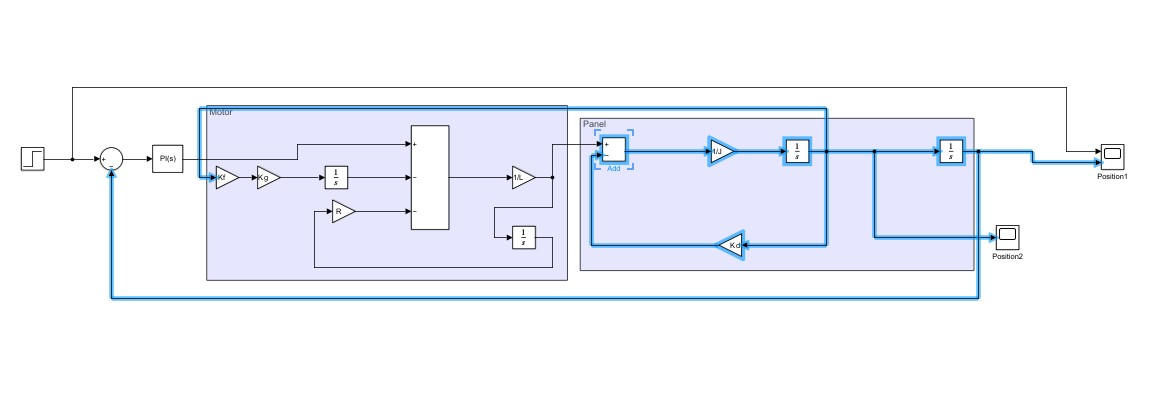 Motor
Panel
+
−
PI(s)
+
−
−
Kf
Kg
1
s
R
1/L
1
s
+
−
Add
1/J
1
s
1
s
Kd
Position1
Position2